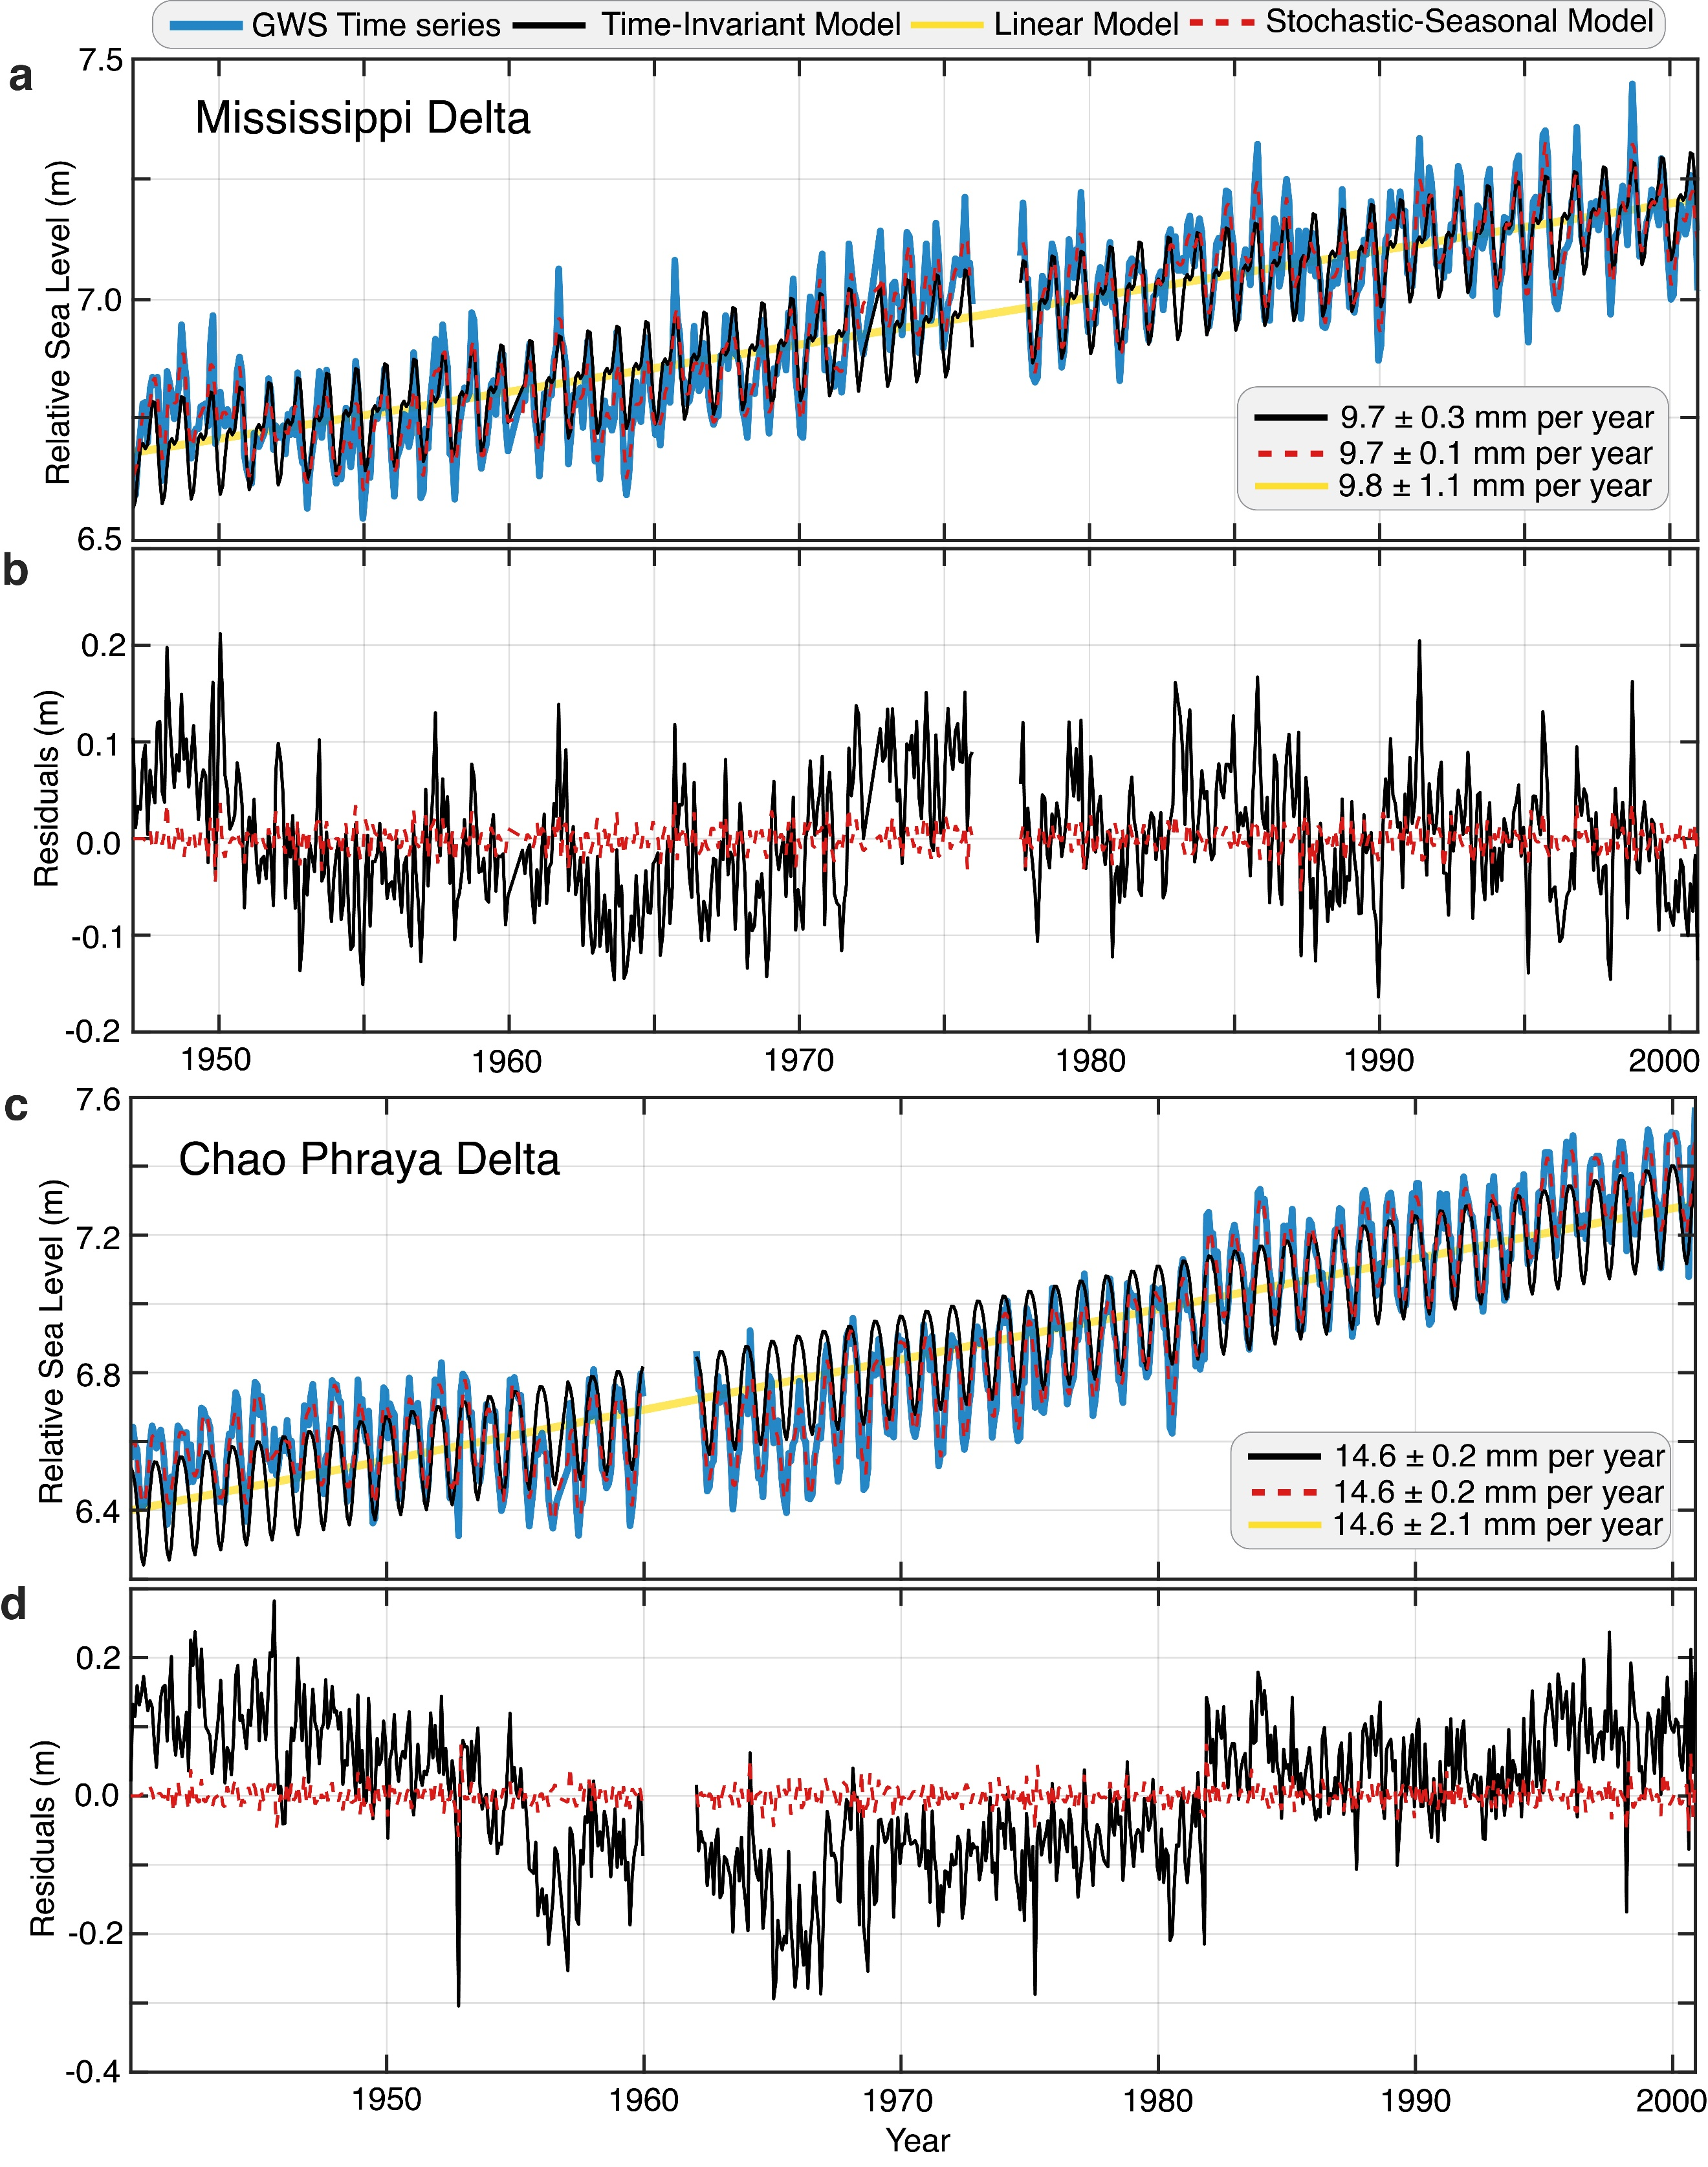 GWS Time series Time-Invariant Model Linear Model Stochastic-Seasonal Model
a
7.5
Mississippi Delta
Relative Sea Level (m)
7.0
6.5
9.7 ± 0.3 mm per year
9.7 ± 0.1 mm per year
9.8 ± 1.1 mm per year
b
Residuals (m)
0.2
0.1
0.0
-0.1
-0.2
1950 1960 1970 1980 1990 2000
c
7.6
Chao Phraya Delta
Relative Sea Level (m)
7.2
6.8
6.4
14.6 ± 0.2 mm per year
14.6 ± 0.2 mm per year
14.6 ± 2.1 mm per year
d
Residuals (m)
0.2
0.0
-0.2
-0.4
1950 1960 1970 1980 1990 2000
Year